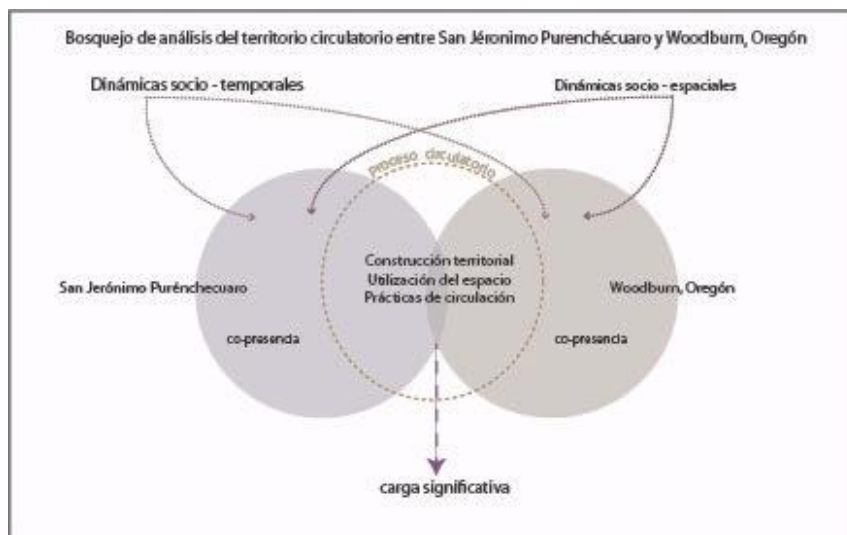 Bosquejo de análisis del territorio circulatorio entre San Jéronimo Purenchécuaro y Woodburn, Oregón
Dinámicas socio - temporales
Dinámicas socio - espaciales
proceso circulatorio
Construcción territorial
Utilización del espacio
Prácticas de circulación
San Jerónimo Purénchecuaro
Woodburn, Oregón
co-presencia
co-presencia
carga significativa